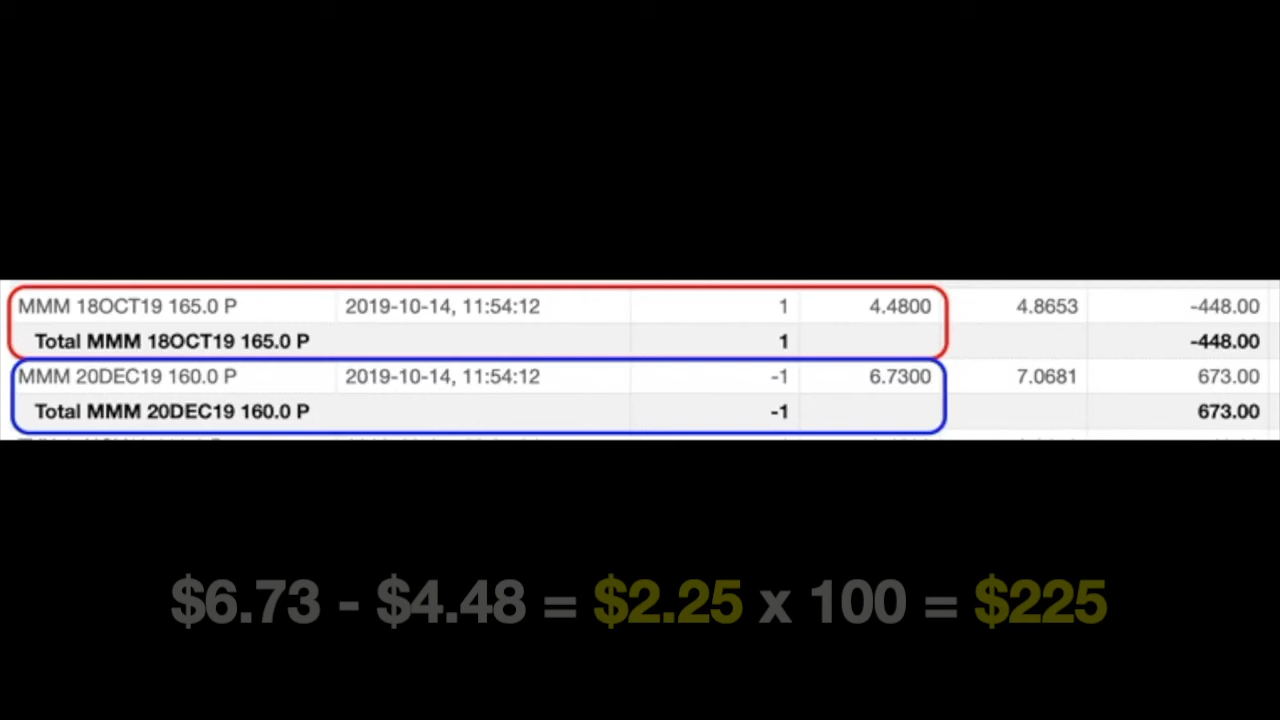 MMM 18OCT19 165.0 P 2019-10-14, 11:54:12 1 4.4800 4.8653 -448.00
Total MMM 18OCT19 165.0 P 1 -448.00
MMM 20DEC19 160.0 P 2019-10-14, 11:54:12 -1 6.7300 7.0681 673.00
Total MMM 20DEC19 160.0 P -1 673.00
$6.73 - $4.48 = $2.25 x 100 = $225